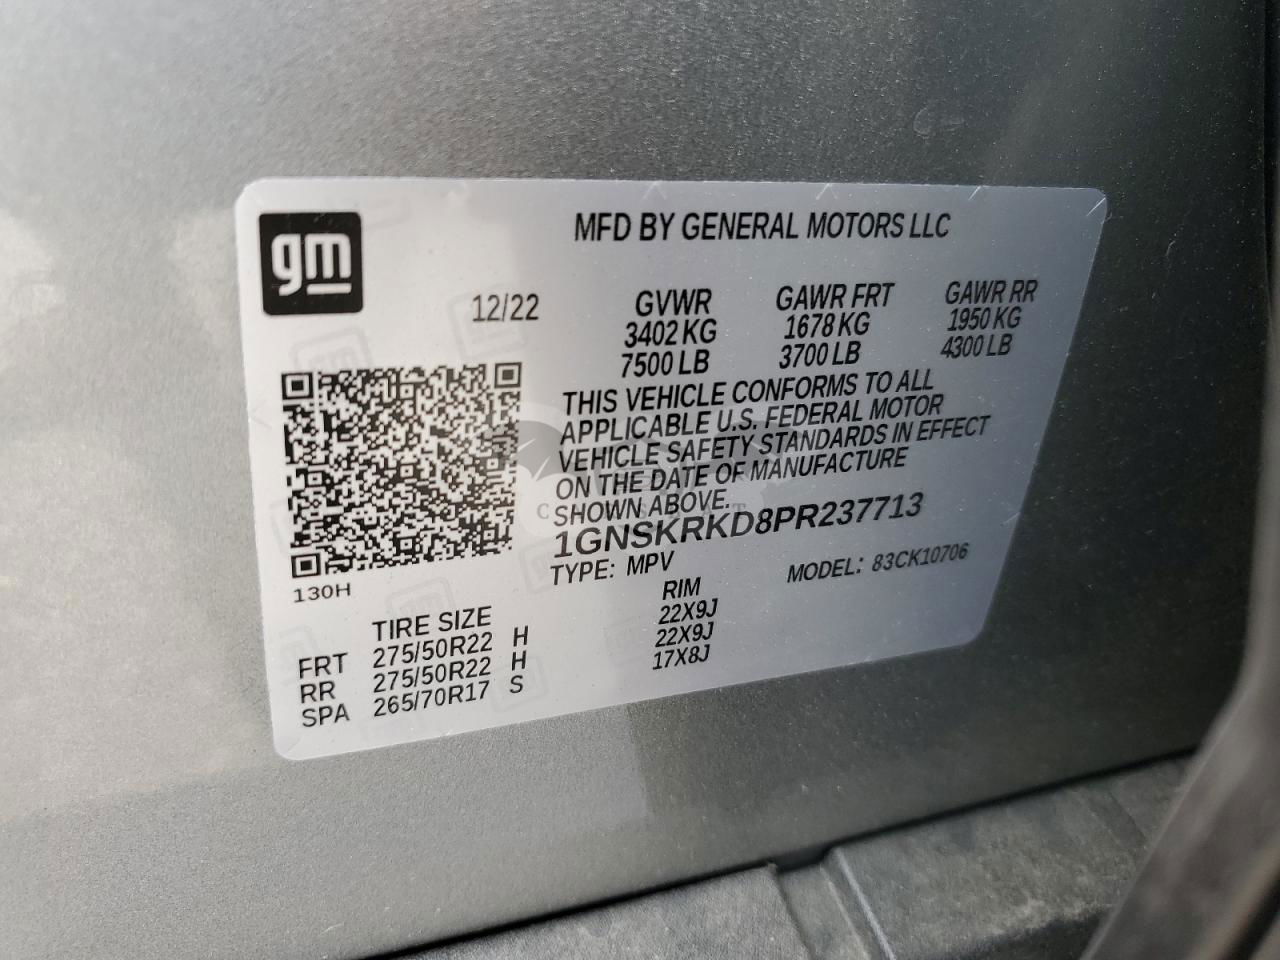 gm
MFD BY GENERAL MOTORS LLC
12/22 GVWR GAWR FRT GAWR RR
3402 KG 1678 KG 1950 KG
7500 LB 3700 LB 4300 LB
THIS VEHICLE CONFORMS TO ALL
APPLICABLE U.S. FEDERAL MOTOR
VEHICLE SAFETY STANDARDS IN EFFECT
ON THE DATE OF MANUFACTURE
SHOWN ABOVE.
1GNSKRKD8PR237713
TYPE: MPV MODEL: 83CK10706
130H
TIRE SIZE RIM
FRT 275/50R22 H 22X9J
RR 275/50R22 H 22X9J
SPA 265/70R17 S 17X8J